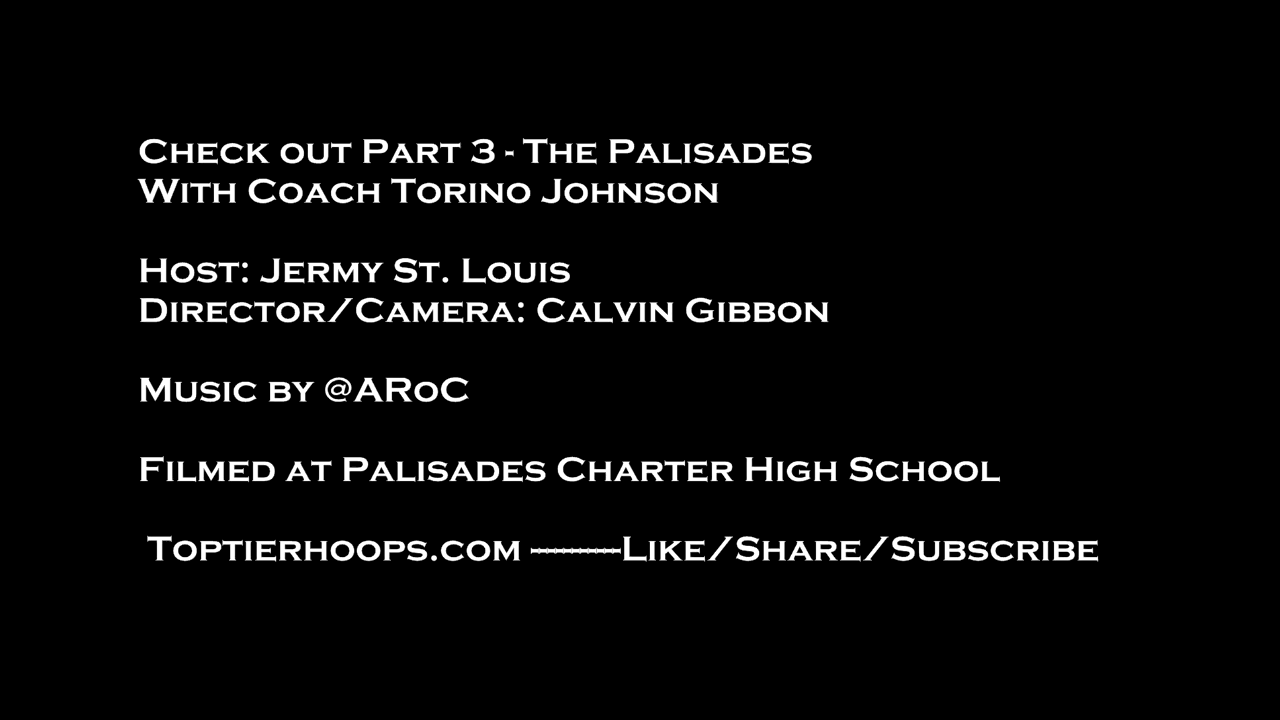 Check out Part 3 - The Palisades
With Coach Torino Johnson
Host: Jermy St. Louis
Director/Camera: Calvin Gibbon
Music by @ARoC
Filmed at Palisades Charter High School
Toptierhoops.com ----------Like/Share/Subscribe